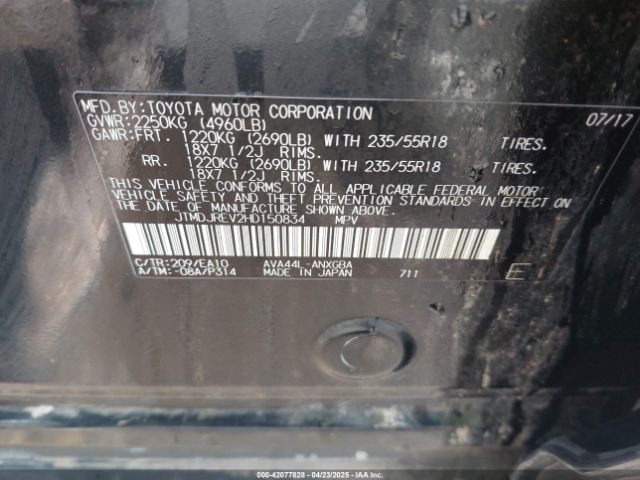 MFD.BY:TOYOTA MOTOR CORPORATION 07/17
GVWR:2250KG (4960LB)
GAWR:FRT. 1220KG (2690LB) WITH 235/55R18 TIRES.
18X7 1/2J RIMS.
RR. 1220KG (2690LB) WITH 235/55R18 TIRES.
18X7 1/2J RIMS.
THIS VEHICLE CONFORMS TO ALL APPLICABLE FEDERAL MOTOR
VEHICLE SAFETY AND THEFT PREVENTION STANDARDS IN EFFECT ON
THE DATE OF MANUFACTURE SHOWN ABOVE.
JTMDJREV2HD150834 MPV
C/TR:209/EA10 AVA44L-ANXGBA
A/TM:-08A/P314 MADE IN JAPAN 711 E
000-42077828 - 04/23/2025 - IAAI.COM